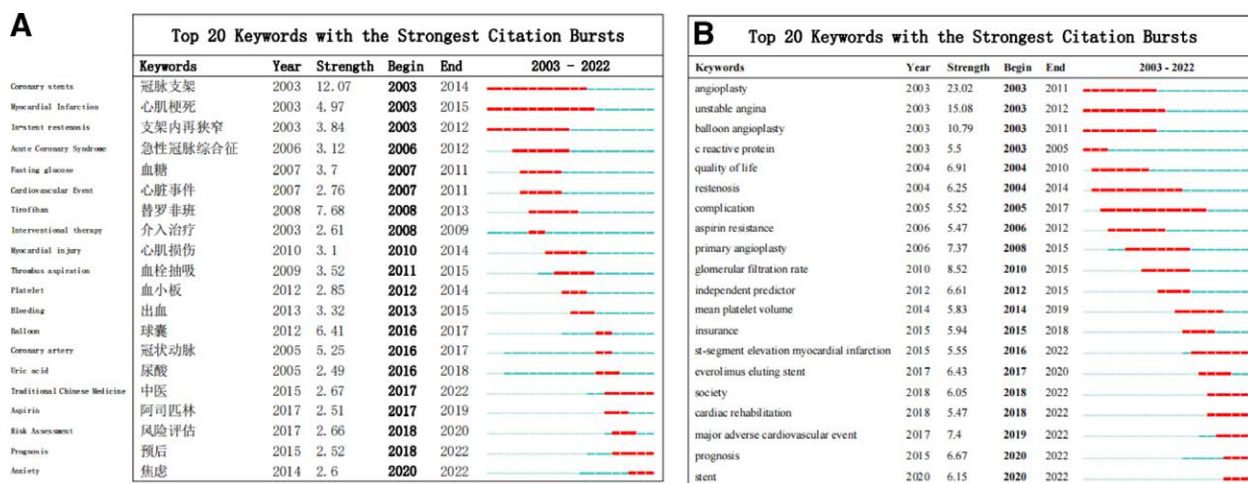 A
Top 20 Keywords with the Strongest Citation Bursts
Keywords Year Strength Begin End 2003 - 2022
Coronary stents 冠脉支架 2003 12.07 2003 2014
Myocardial Infarction 心肌梗死 2003 4.97 2003 2015
In-stent restenosis 支架内再狭窄 2003 3.84 2003 2012
Acute Coronary Syndrome 急性冠脉综合征 2006 3.12 2006 2012
Fasting glucose 血糖 2007 3.7 2007 2011
Cardiovascular Event 心脏事件 2007 2.76 2007 2011
Tirofiban 替罗非班 2008 7.68 2008 2013
Interventional therapy 介入治疗 2003 2.61 2008 2009
Myocardial injury 心肌损伤 2010 3.1 2010 2014
Thrombus aspiration 血栓抽吸 2009 3.52 2011 2015
Platelet 血小板 2012 2.85 2012 2014
Bleeding 出血 2013 3.32 2013 2015
Balloon 球囊 2012 6.41 2016 2017
Coronary artery 冠状动脉 2005 5.25 2016 2017
Uric acid 尿酸 2005 2.49 2016 2018
Traditional Chinese Medicine 中医 2015 2.67 2017 2022
Aspirin 阿司匹林 2017 2.51 2017 2019
Risk Assessment 风险评估 2017 2.66 2018 2020
Prognosis 预后 2015 2.52 2018 2022
Anxiety 焦虑 2014 2.6 2020 2022
B
Top 20 Keywords with the Strongest Citation Bursts
Keywords Year Strength Begin End 2003 - 2022
angioplasty 2003 23.02 2003 2011
unstable angina 2003 15.08 2003 2012
balloon angioplasty 2003 10.79 2003 2011
c reactive protein 2003 5.5 2003 2005
quality of life 2004 6.91 2004 2010
restenosis 2004 6.25 2004 2014
complication 2005 5.52 2005 2017
aspirin resistance 2006 5.47 2006 2012
primary angioplasty 2006 7.37 2008 2015
glomerular filtration rate 2010 8.52 2010 2015
independent predictor 2012 6.61 2012 2015
mean platelet volume 2014 5.83 2014 2019
insurance 2015 5.94 2015 2018
st-segment elevation myocardial infarction 2015 5.55 2016 2022
everolimus eluting stent 2017 6.43 2017 2020
society 2018 6.05 2018 2022
cardiac rehabilitation 2018 5.47 2018 2022
major adverse cardiovascular event 2017 7.4 2019 2022
prognosis 2015 6.67 2020 2022
stent 2020 6.15 2020 2022